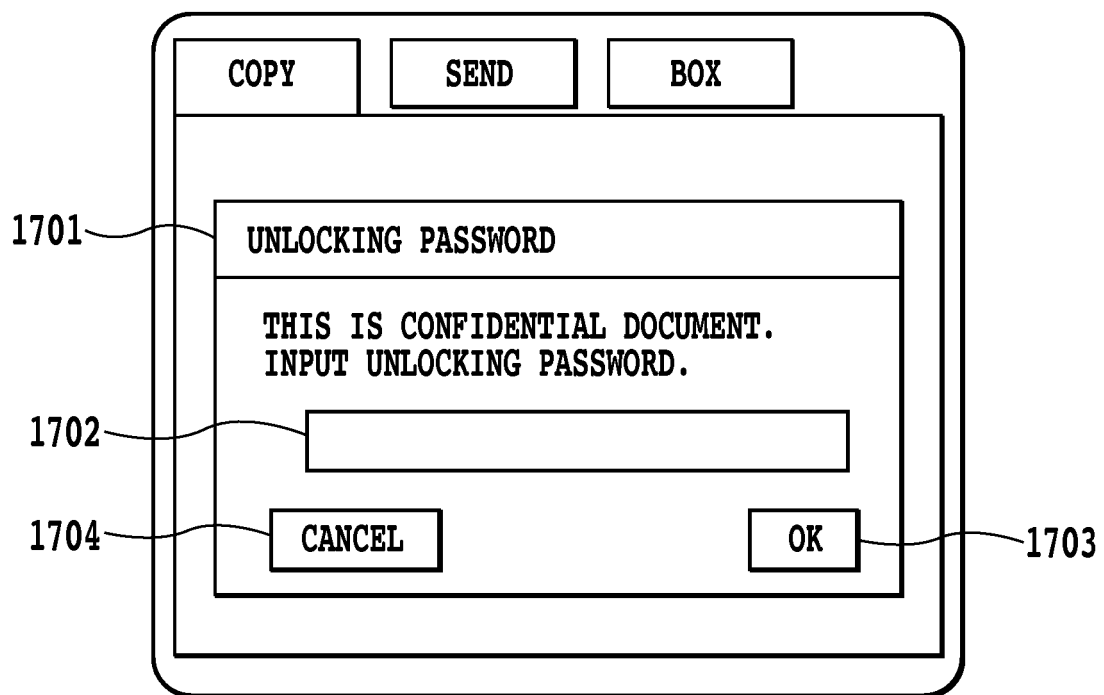 COPY SEND BOX
1701
UNLOCKING PASSWORD
THIS IS CONFIDENTIAL DOCUMENT.
INPUT UNLOCKING PASSWORD.
1702
1704 CANCEL OK 1703